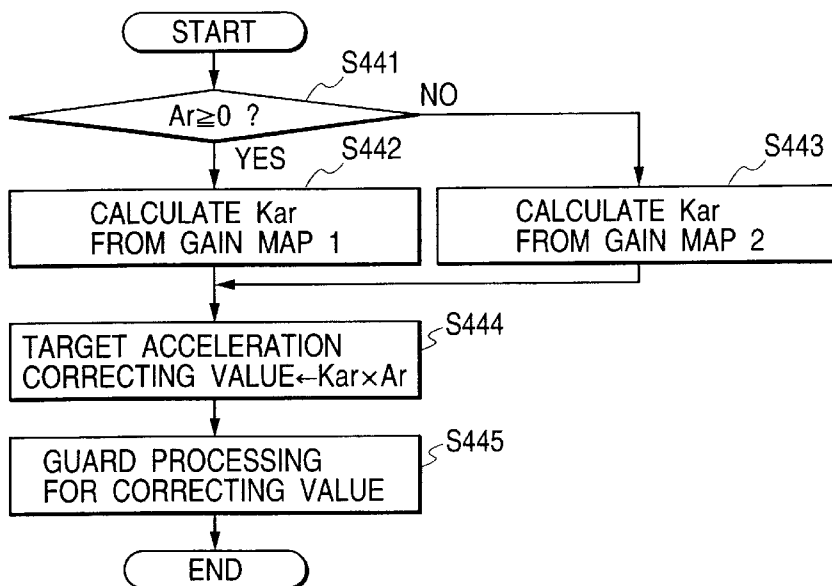 START
S441
Ar≧0 ?
NO
YES
S442
S443
CALCULATE Kar
FROM GAIN MAP 1
CALCULATE Kar
FROM GAIN MAP 2
S444
TARGET ACCELERATION
CORRECTING VALUE←Kar×Ar
S445
GUARD PROCESSING
FOR CORRECTING VALUE
END